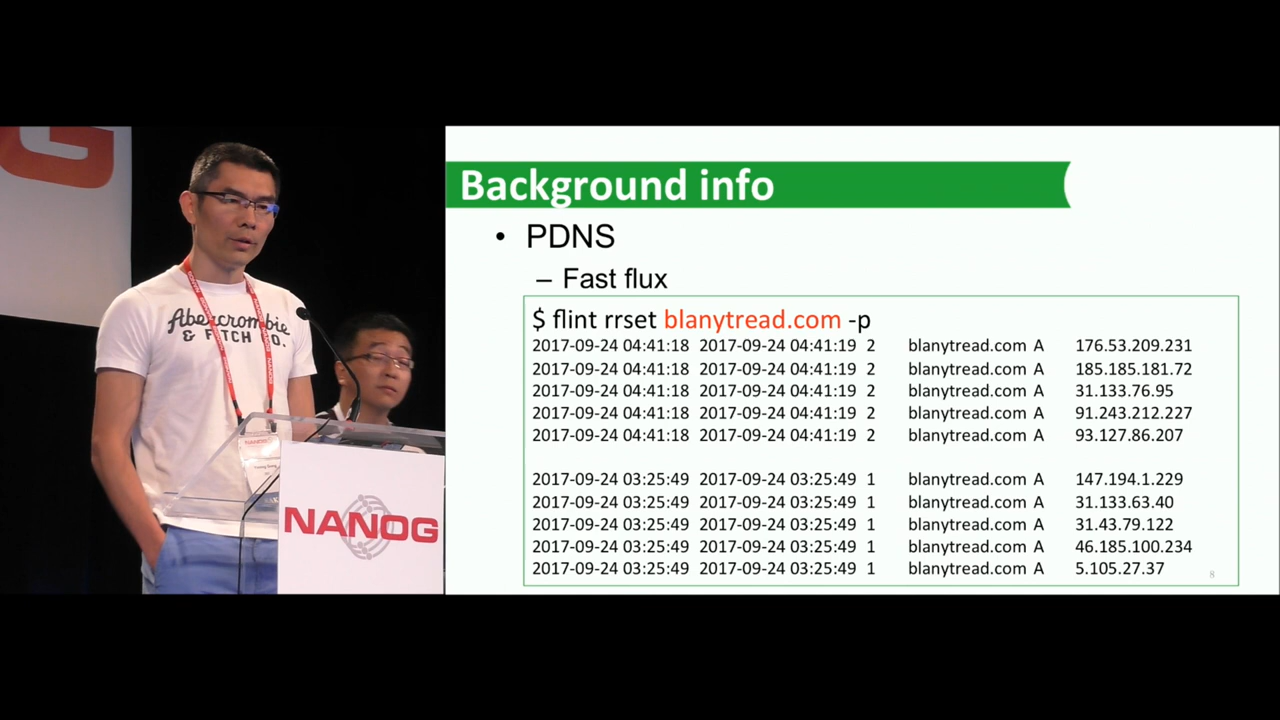 G
Abercrombie
& FITCH CO.
NANOG
NANOG
Background info
• PDNS
– Fast flux
$ flint rrset blanytread.com -p
2017-09-24 04:41:18 2017-09-24 04:41:19 2 blanytread.com A 176.53.209.231
2017-09-24 04:41:18 2017-09-24 04:41:19 2 blanytread.com A 185.185.181.72
2017-09-24 04:41:18 2017-09-24 04:41:19 2 blanytread.com A 31.133.76.95
2017-09-24 04:41:18 2017-09-24 04:41:19 2 blanytread.com A 91.243.212.227
2017-09-24 04:41:18 2017-09-24 04:41:19 2 blanytread.com A 93.127.86.207
2017-09-24 03:25:49 2017-09-24 03:25:49 1 blanytread.com A 147.194.1.229
2017-09-24 03:25:49 2017-09-24 03:25:49 1 blanytread.com A 31.133.63.40
2017-09-24 03:25:49 2017-09-24 03:25:49 1 blanytread.com A 31.43.79.122
2017-09-24 03:25:49 2017-09-24 03:25:49 1 blanytread.com A 46.185.100.234
2017-09-24 03:25:49 2017-09-24 03:25:49 1 blanytread.com A 5.105.27.37
8